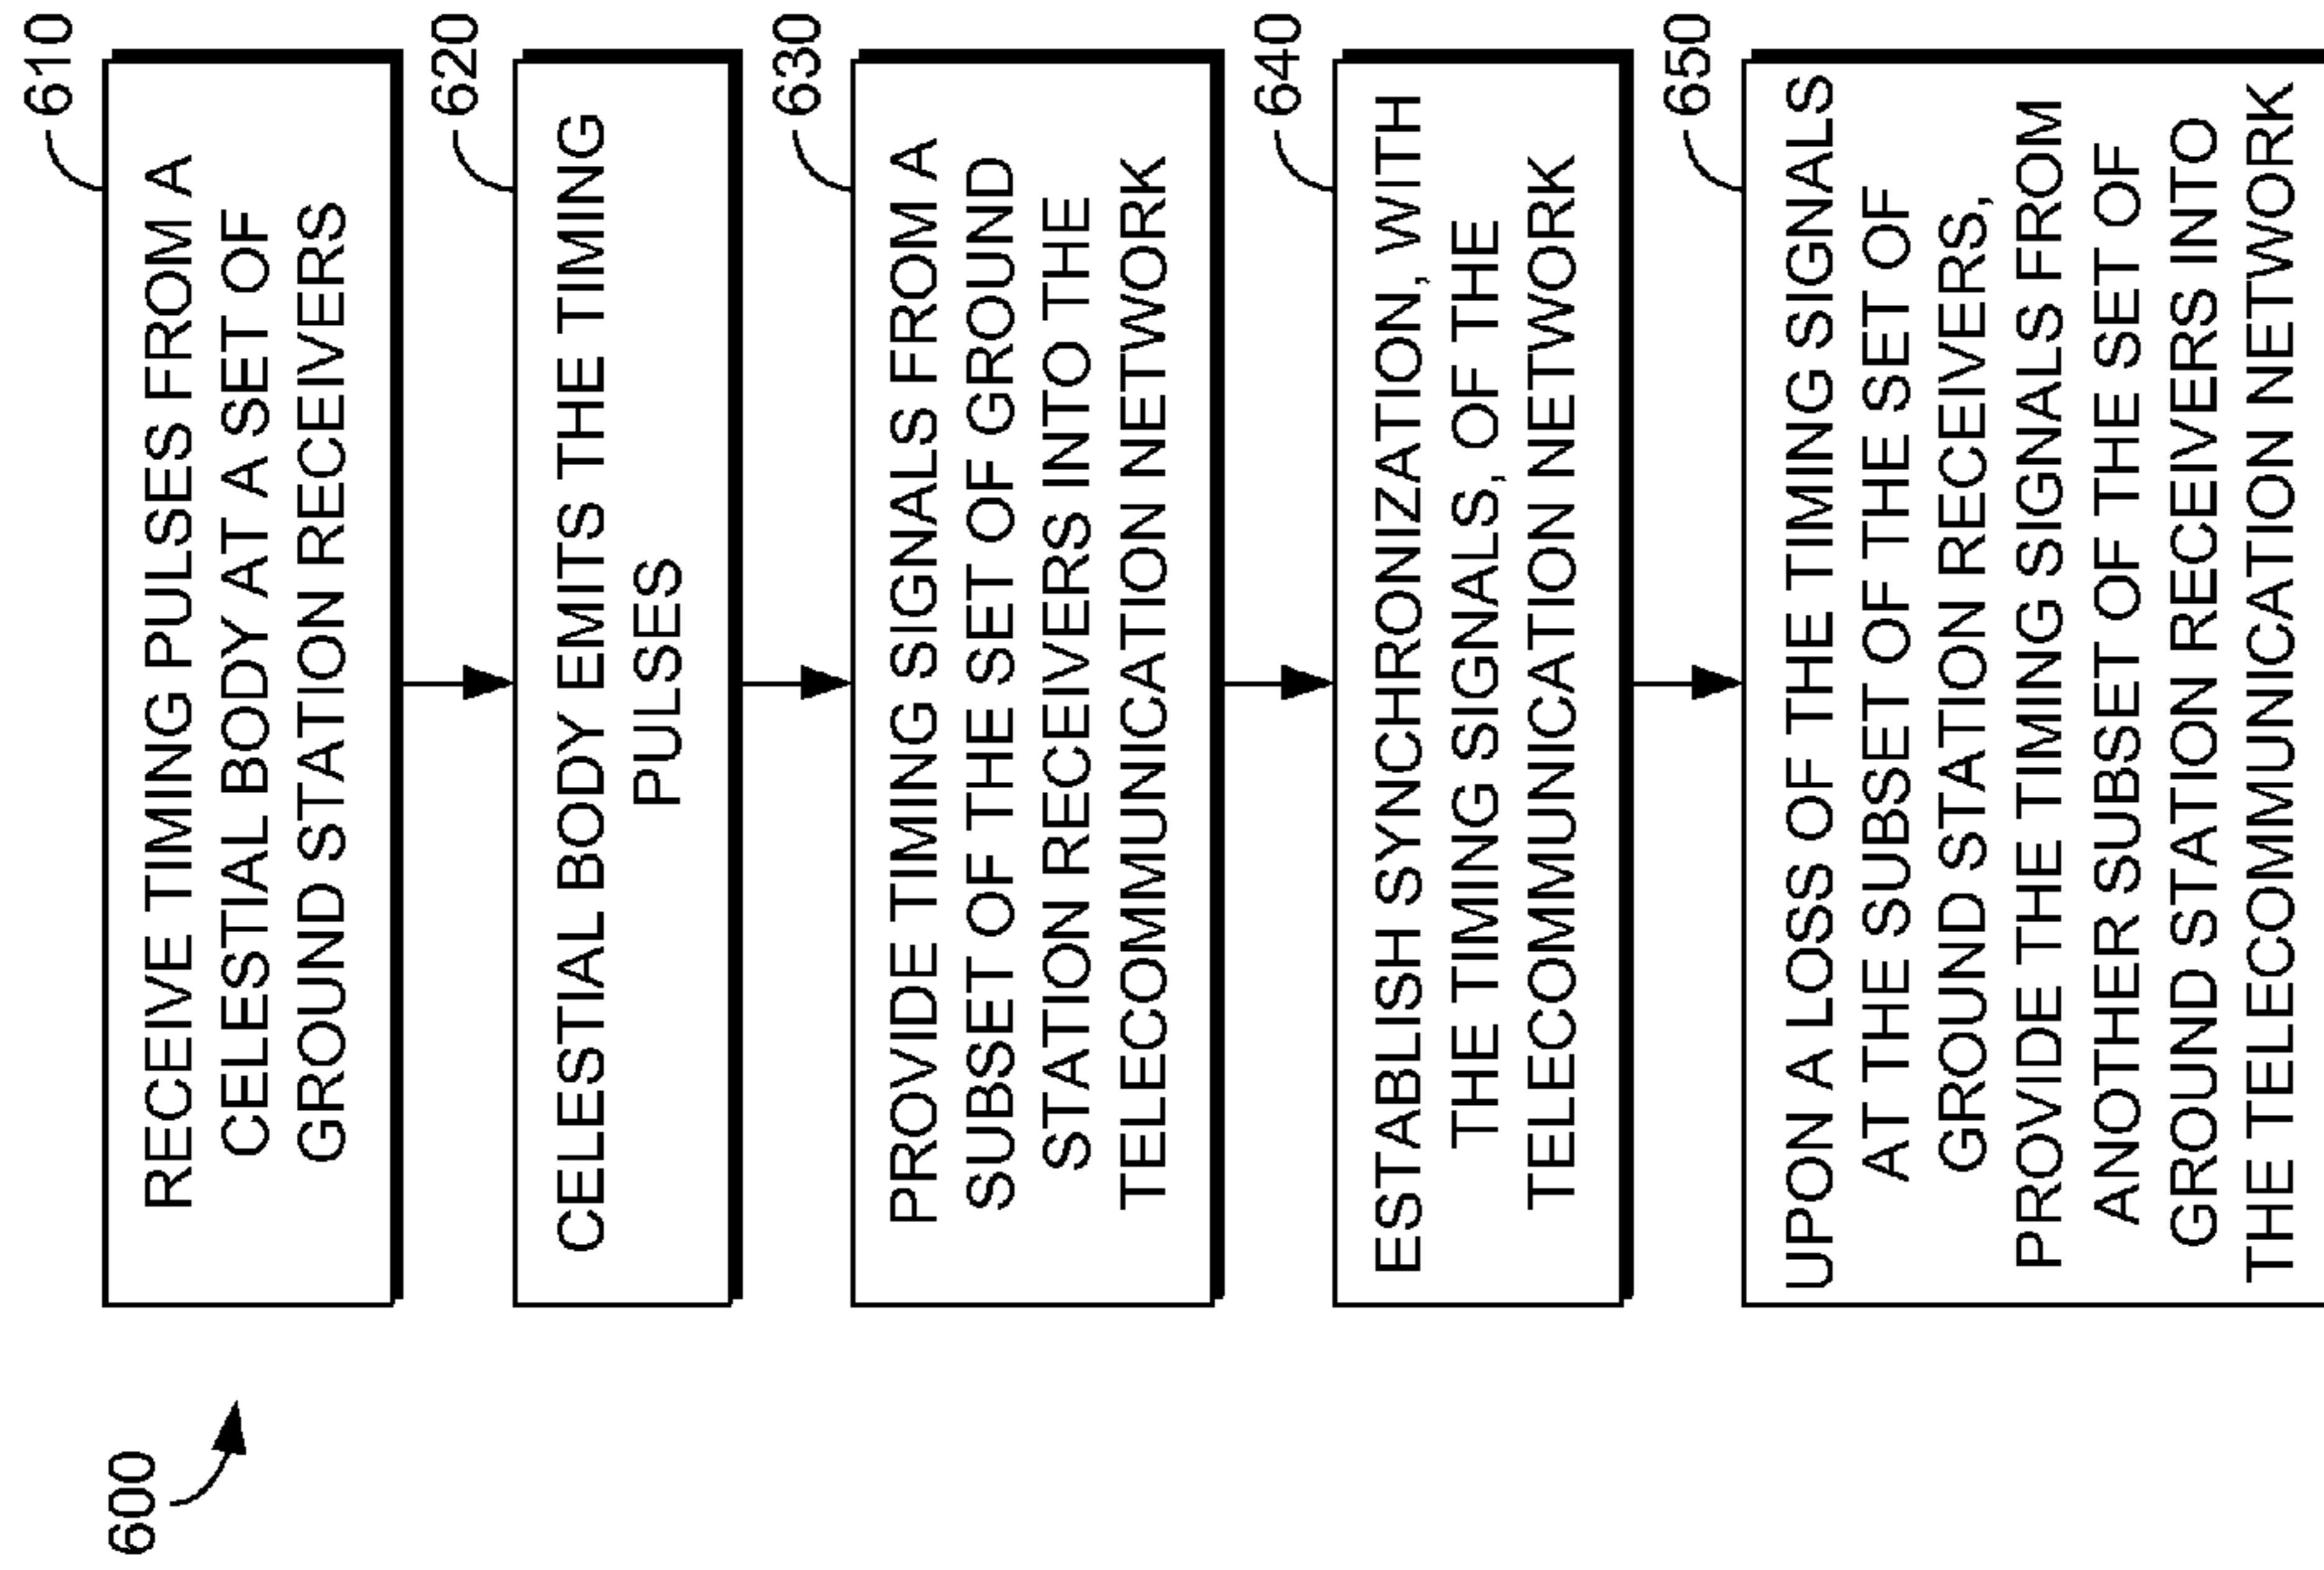 600
610
RECEIVE TIMING PULSES FROM A
CELESTIAL BODY AT A SET OF
GROUND STATION RECEIVERS
620
CELESTIAL BODY EMITS THE TIMING
PULSES
630
PROVIDE TIMING SIGNALS FROM A
SUBSET OF THE SET OF GROUND
STATION RECEIVERS INTO THE
TELECOMMUNICATION NETWORK
640
ESTABLISH SYNCHRONIZATION, WITH
THE TIMING SIGNALS, OF THE
TELECOMMUNICATION NETWORK
650
UPON A LOSS OF THE TIMING SIGNALS
AT THE SUBSET OF THE SET OF
GROUND STATION RECEIVERS,
PROVIDE THE TIMING SIGNALS FROM
ANOTHER SUBSET OF THE SET OF
GROUND STATION RECEIVERS INTO
THE TELECOMMUNICATION NETWORK